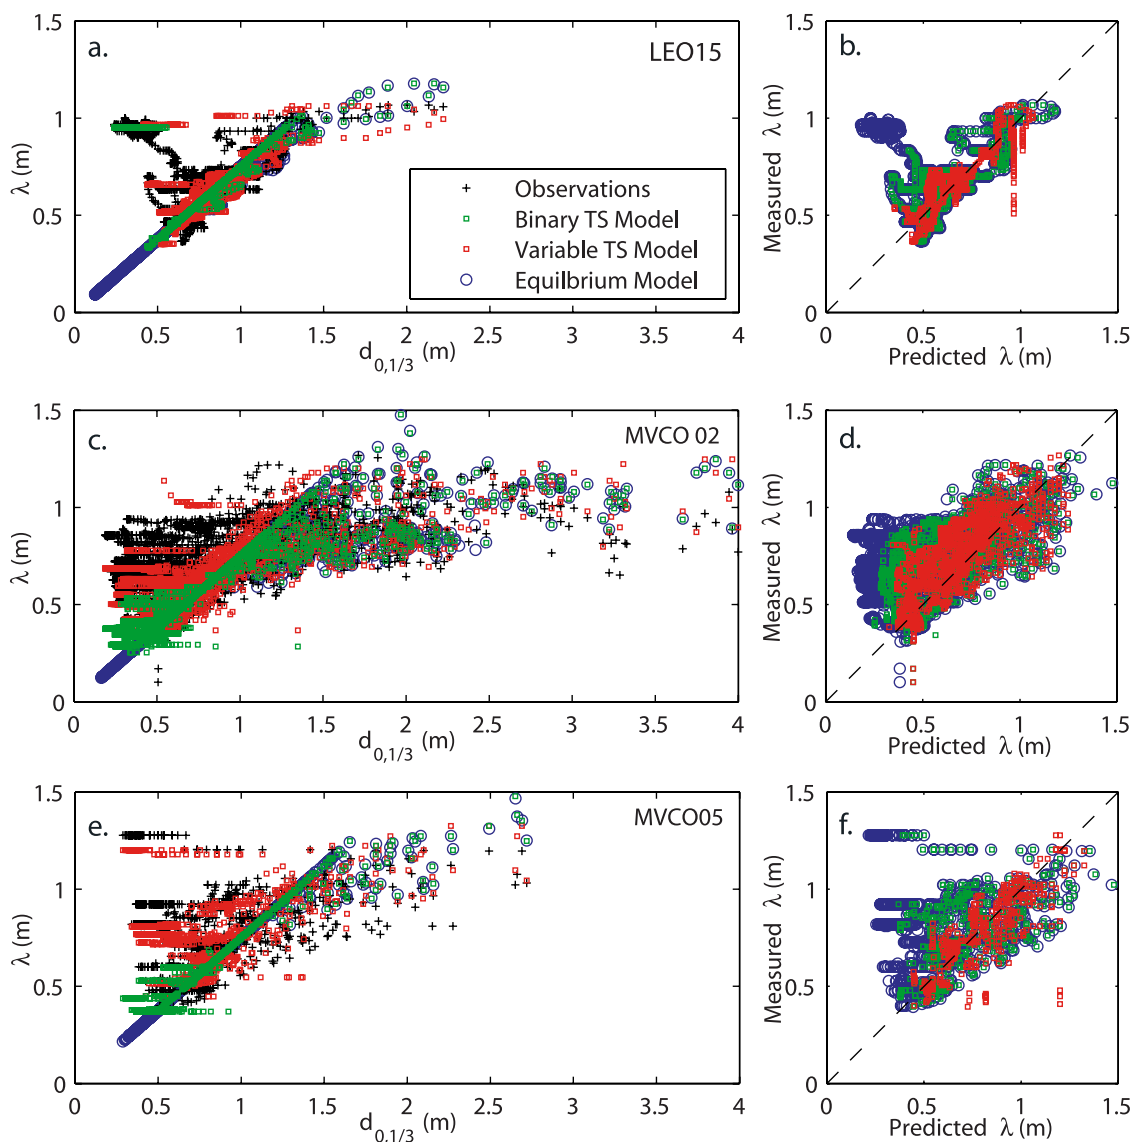 1.5
a.
LEO15
1
λ (m)
0.5
0
0 0.5 1 1.5 2 2.5 3 3.5 4
d0,1/3 (m)
Observations
Binary TS Model
Variable TS Model
Equilbrium Model
1.5
b.
1
Measured λ (m)
0.5
0
0 0.5 1 1.5
Predicted λ (m)
1.5
c.
MVCO 02
1
λ (m)
0.5
0
0 0.5 1 1.5 2 2.5 3 3.5 4
d0,1/3 (m)
1.5
d.
1
Measured λ (m)
0.5
0
0 0.5 1 1.5
Predicted λ (m)
1.5
e.
MVCO05
1
λ (m)
0.5
0
0 0.5 1 1.5 2 2.5 3 3.5 4
d0,1/3 (m)
1.5
f.
1
Measured λ (m)
0.5
0
0 0.5 1 1.5
Predicted λ (m)